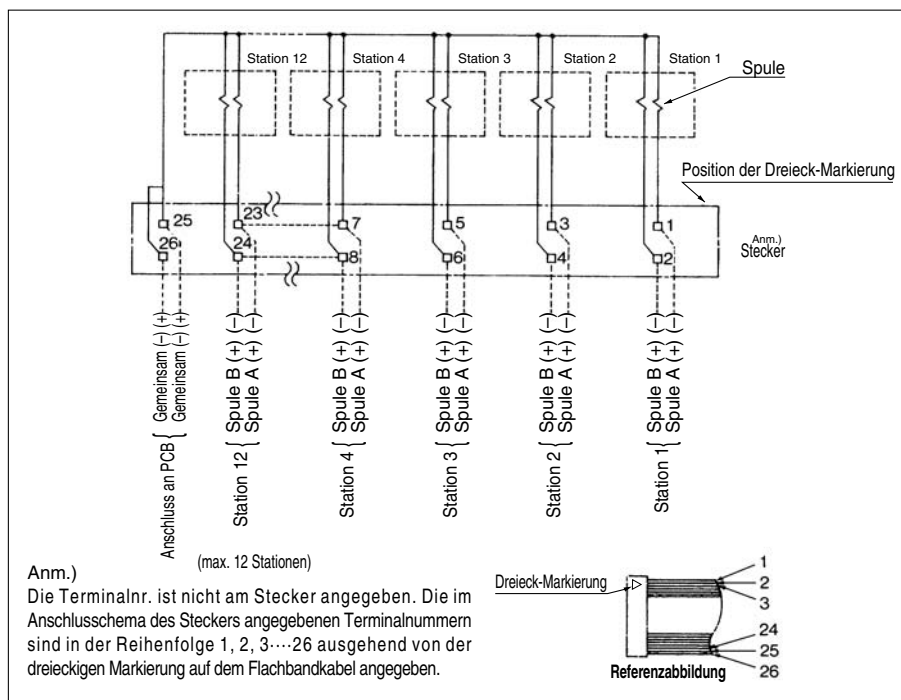 Station 12
Station 4
Station 3
Station 2
Station 1
Spule
Position der Dreieck-Markierung
25
23
7
5
3
1
26
24
8
6
4
2
Anm.)
Stecker
Anschluss an PCB { Gemeinsam (–) (+)
Gemeinsam (–) (+)
Station 12 { Spule B (+) (–)
Spule A (+) (–)
Station 4 { Spule B (+) (–)
Spule A (+) (–)
Station 3 { Spule B (+) (–)
Spule A (+) (–)
Station 2 { Spule B (+) (–)
Spule A (+) (–)
Station 1 { Spule B (+) (–)
Spule A (+) (–)
(max. 12 Stationen)
Anm.)
Die Terminalnr. ist nicht am Stecker angegeben. Die im
Anschlusschema des Steckers angegebenen Terminalnummern
sind in der Reihenfolge 1, 2, 3····26 ausgehend von der
dreieckigen Markierung auf dem Flachbandkabel angegeben.
Dreieck-Markierung
1
2
3
24
25
26
Referenzabbildung